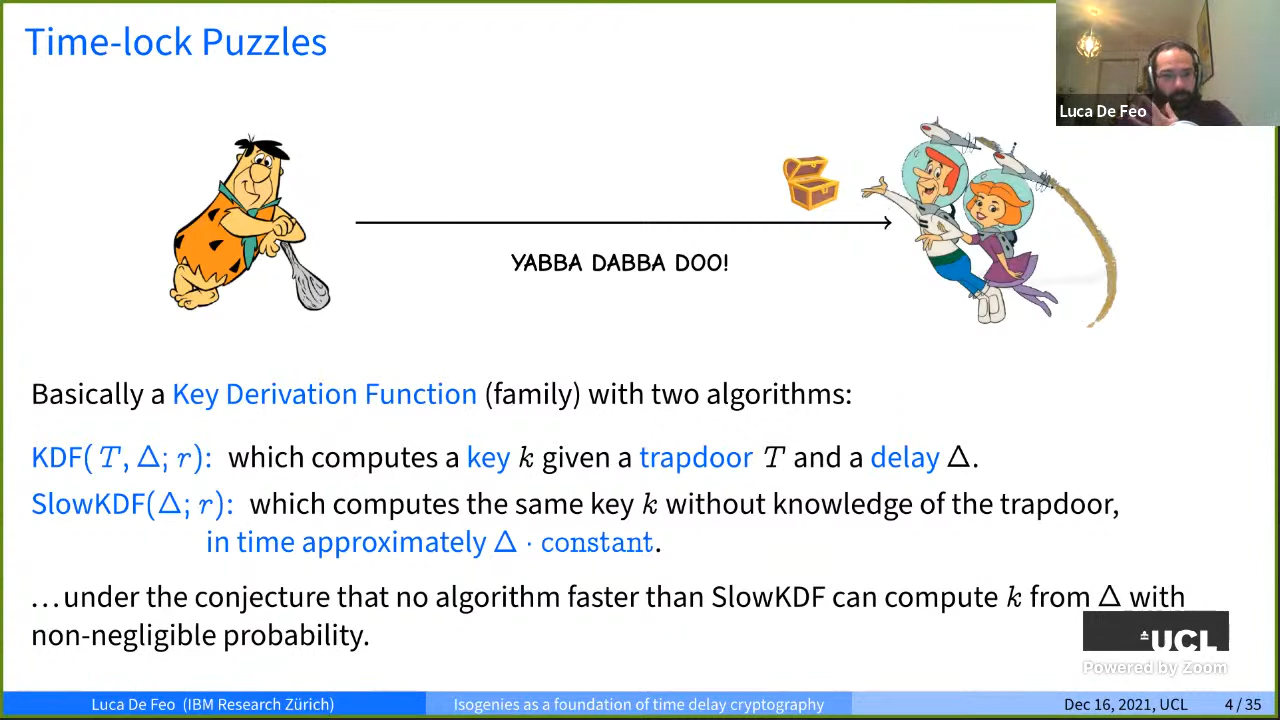 Time-lock Puzzles
Luca De Feo
YABBA DABBA DOO!
Basically a Key Derivation Function (family) with two algorithms:
KDF(T, Δ; r): which computes a key k given a trapdoor T and a delay Δ.
SlowKDF(Δ; r): which computes the same key k without knowledge of the trapdoor,
in time approximately Δ · constant.
…under the conjecture that no algorithm faster than SlowKDF can compute k from Δ with
non-negligible probability.
UCL
Powered by Zoom
Luca De Feo (IBM Research Zürich) Isogenies as a foundation of time delay cryptography Dec 16, 2021, UCL 4 / 35